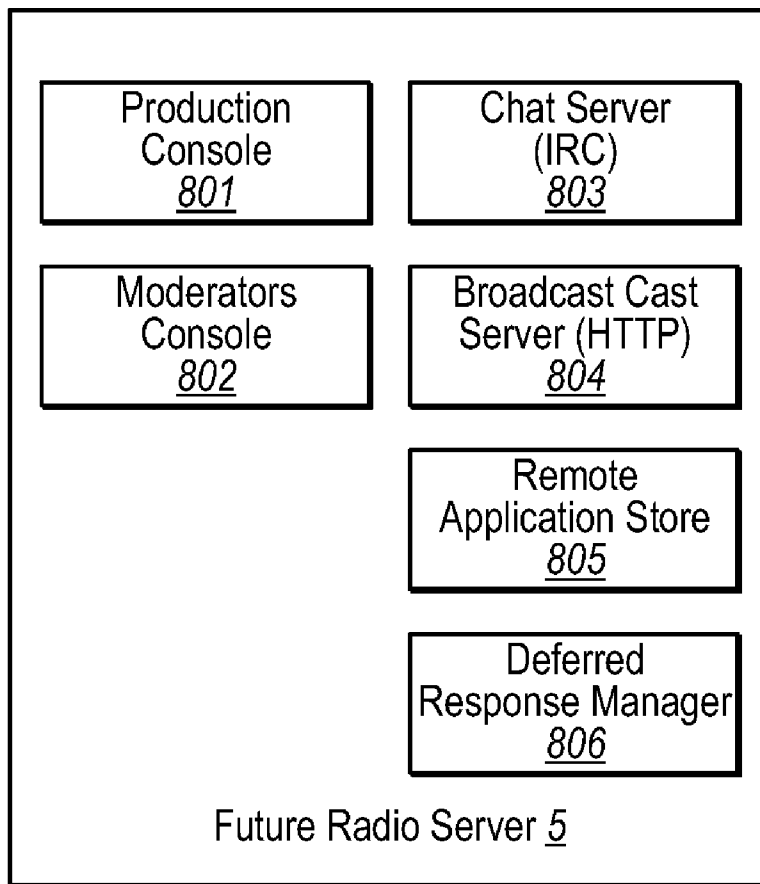 Production
Console
801
Chat Server
(IRC)
803
Moderators
Console
802
Broadcast Cast
Server (HTTP)
804
Remote
Application Store
805
Deferred
Response Manager
806
Future Radio Server 5